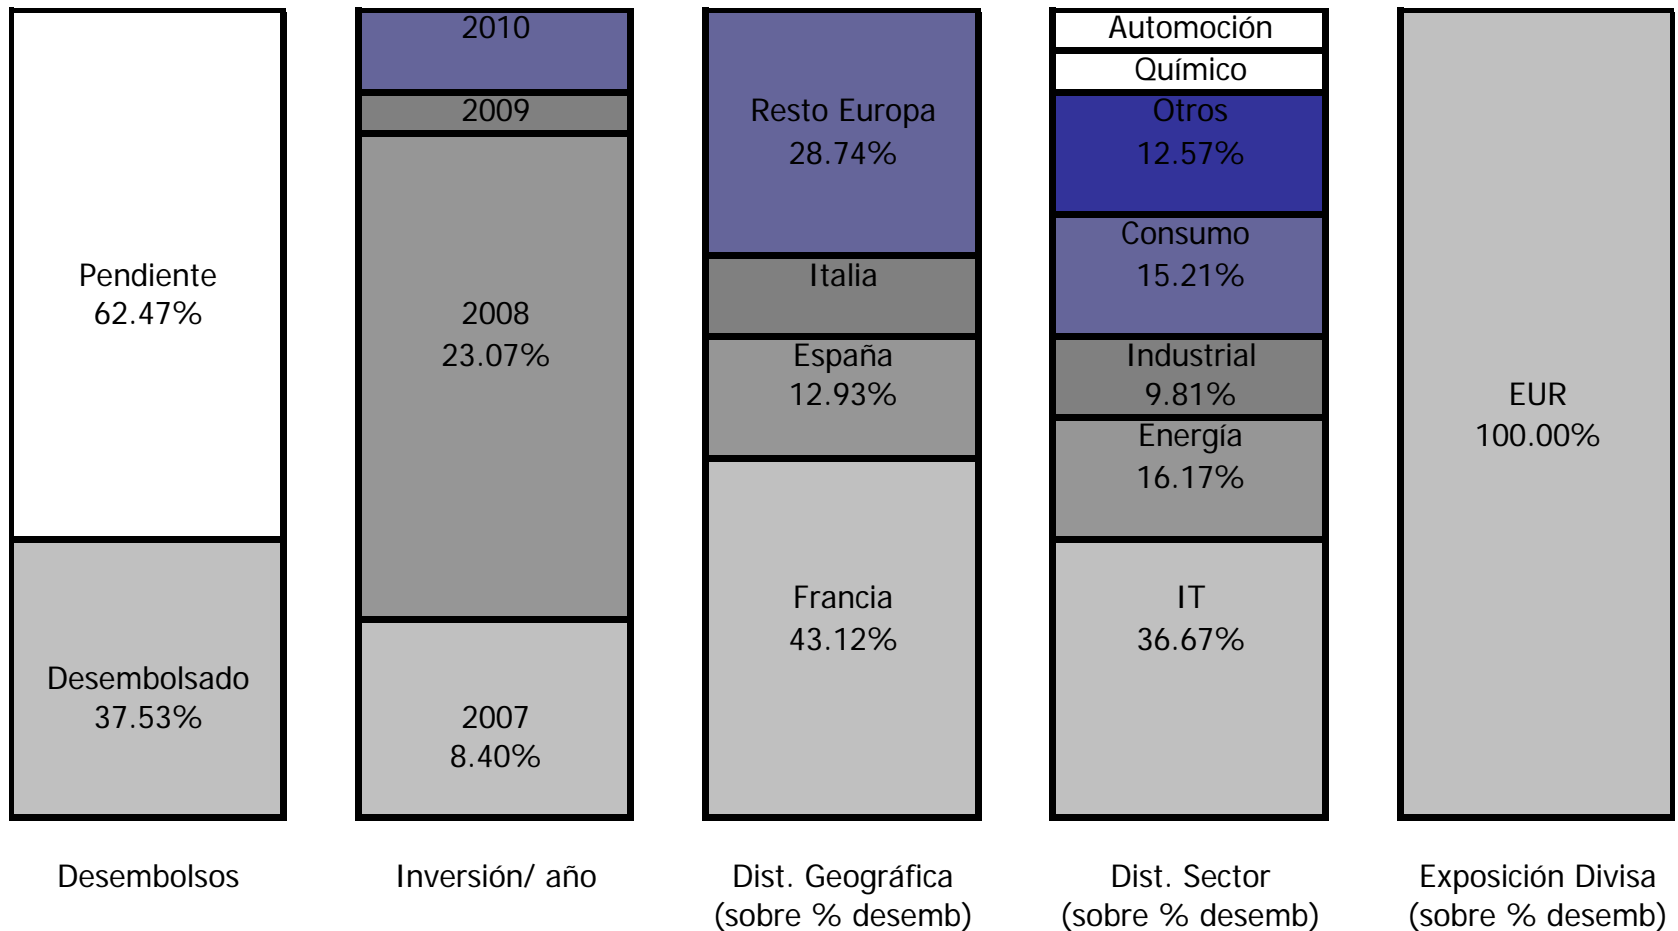 Pendiente
62.47%
Desembolsado
37.53%
Desembolsos
2010
2009
2008
23.07%
2007
8.40%
Inversión/ año
Resto Europa
28.74%
Italia
España
12.93%
Francia
43.12%
Dist. Geográfica
(sobre % desemb)
Automoción
Químico
Otros
12.57%
Consumo
15.21%
Industrial
9.81%
Energía
16.17%
IT
36.67%
Dist. Sector
(sobre % desemb)
EUR
100.00%
Exposición Divisa
(sobre % desemb)